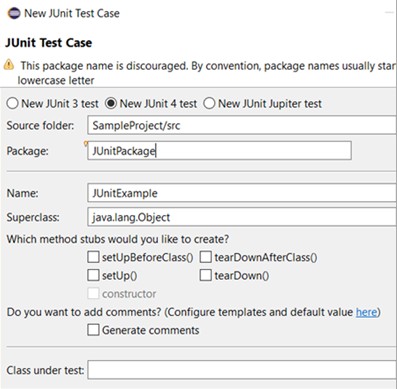 New JUnit Test Case
JUnit Test Case
This package name is discouraged. By convention, package names usually star
lowercase letter
New JUnit 3 test New JUnit 4 test New JUnit Jupiter test
Source folder: SampleProject/src
Package: JUnitPackage
Name: JUnitExample
Superclass: java.lang.Object
Which method stubs would you like to create?
setUpBeforeClass() tearDownAfterClass()
setUp() tearDown()
constructor
Do you want to add comments? (Configure templates and default value here)
Generate comments
Class under test: